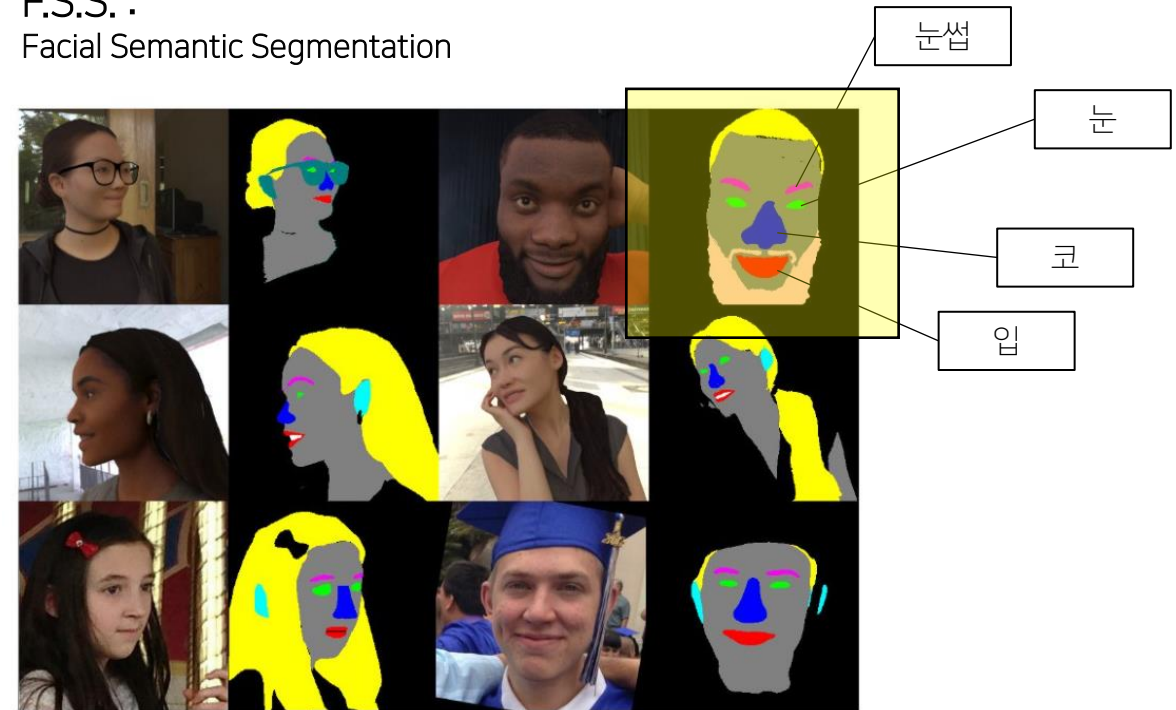 F.S.S. :
Facial Semantic Segmentation
눈썹
눈
코
입